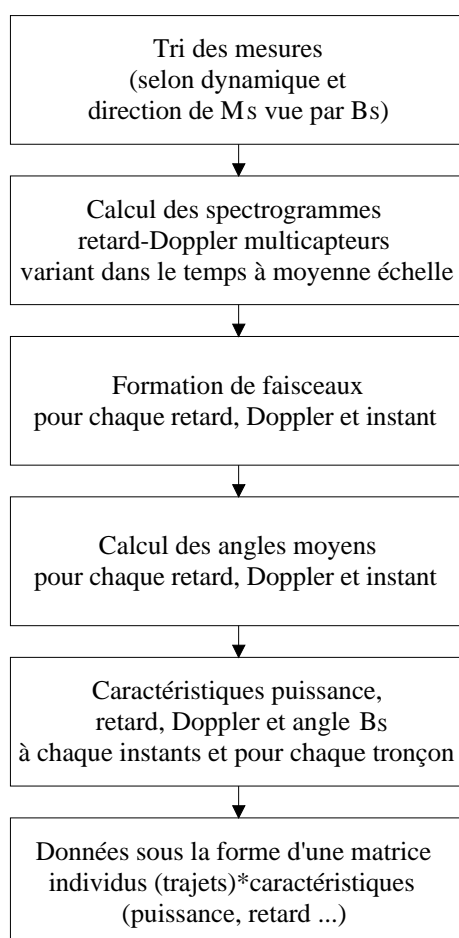 Tri des mesures
(selon dynamique et
direction de Ms vue par Bs)
Calcul des spectrogrammes
retard-Doppler multicapteurs
variant dans le temps à moyenne échelle
Formation de faisceaux
pour chaque retard, Doppler et instant
Calcul des angles moyens
pour chaque retard, Doppler et instant
Caractéristiques puissance,
retard, Doppler et angle Bs
à chaque instants et pour chaque tronçon
Données sous la forme d'une matrice
individus (trajets)*caractéristiques
(puissance, retard ...)